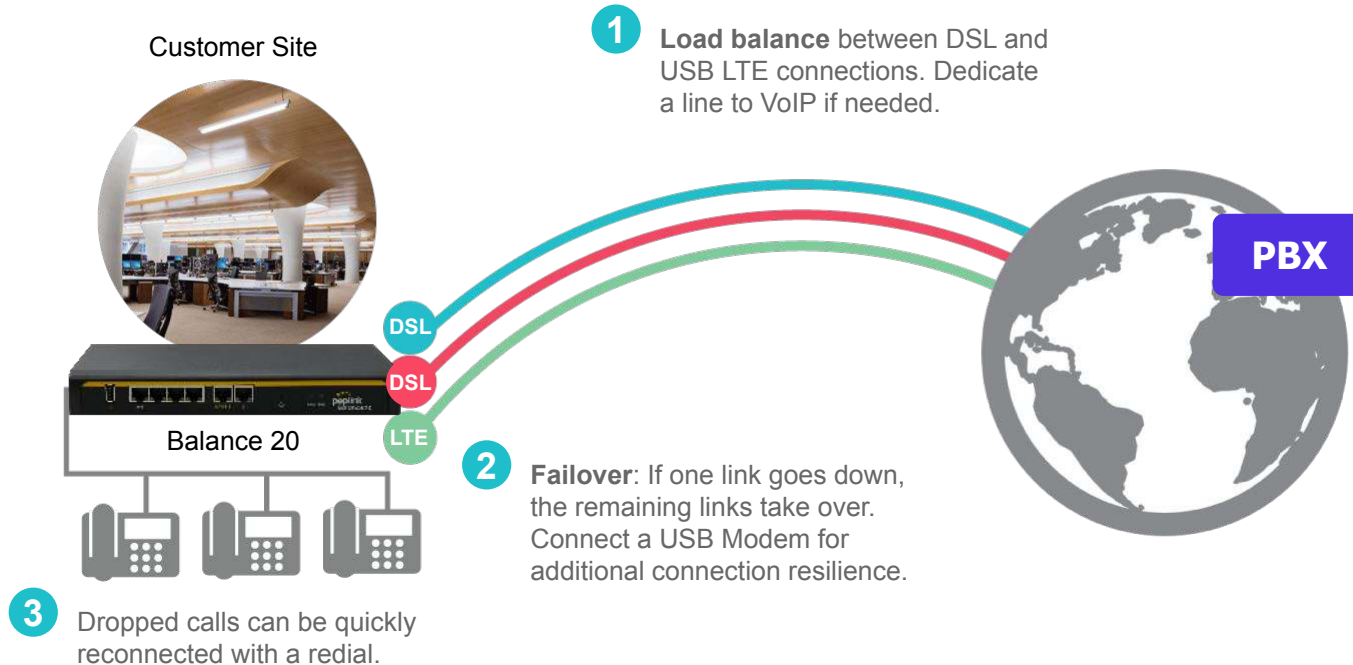 Customer Site
1
Load balance between DSL and
USB LTE connections. Dedicate
a line to VoIP if needed.
PBX
DSL
DSL
LTE
peplink
Balance 20
2
Failover: If one link goes down,
the remaining links take over.
Connect a USB Modem for
additional connection resilience.
3
Dropped calls can be quickly
reconnected with a redial.